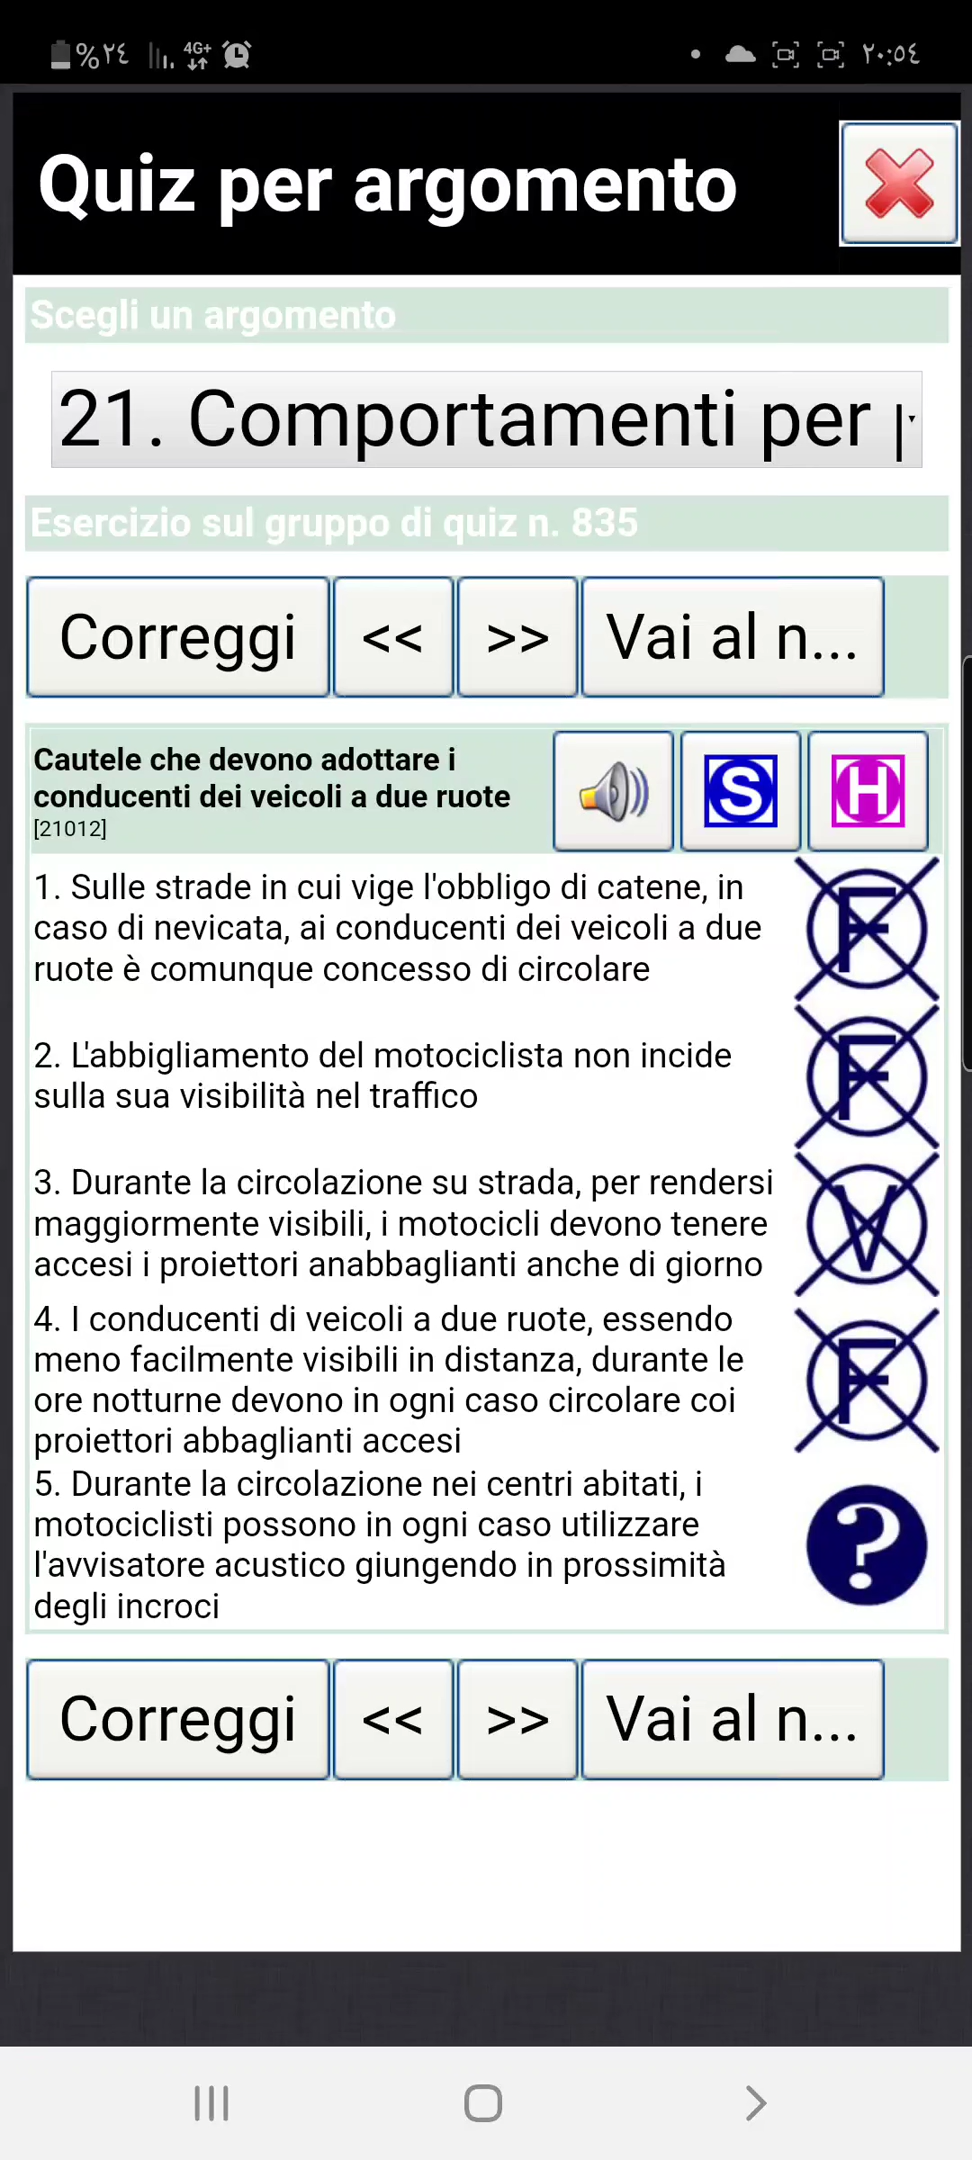 %٢٤ 4G+ ٢٠:٥٤
Quiz per argomento
Scegli un argomento
21. Comportamenti per
Esercizio sul gruppo di quiz n. 835
Correggi << >> Vai al n...
Cautele che devono adottare i
conducenti dei veicoli a due ruote
[21012]
S H
1. Sulle strade in cui vige l'obbligo di catene, in
caso di nevicata, ai conducenti dei veicoli a due
ruote è comunque concesso di circolare
F
2. L'abbigliamento del motociclista non incide
sulla sua visibilità nel traffico
F
3. Durante la circolazione su strada, per rendersi
maggiormente visibili, i motocicli devono tenere
accesi i proiettori anabbaglianti anche di giorno
V
4. I conducenti di veicoli a due ruote, essendo
meno facilmente visibili in distanza, durante le
ore notturne devono in ogni caso circolare coi
proiettori abbaglianti accesi
F
5. Durante la circolazione nei centri abitati, i
motociclisti possono in ogni caso utilizzare
l'avvisatore acustico giungendo in prossimità
degli incroci
?
Correggi << >> Vai al n...